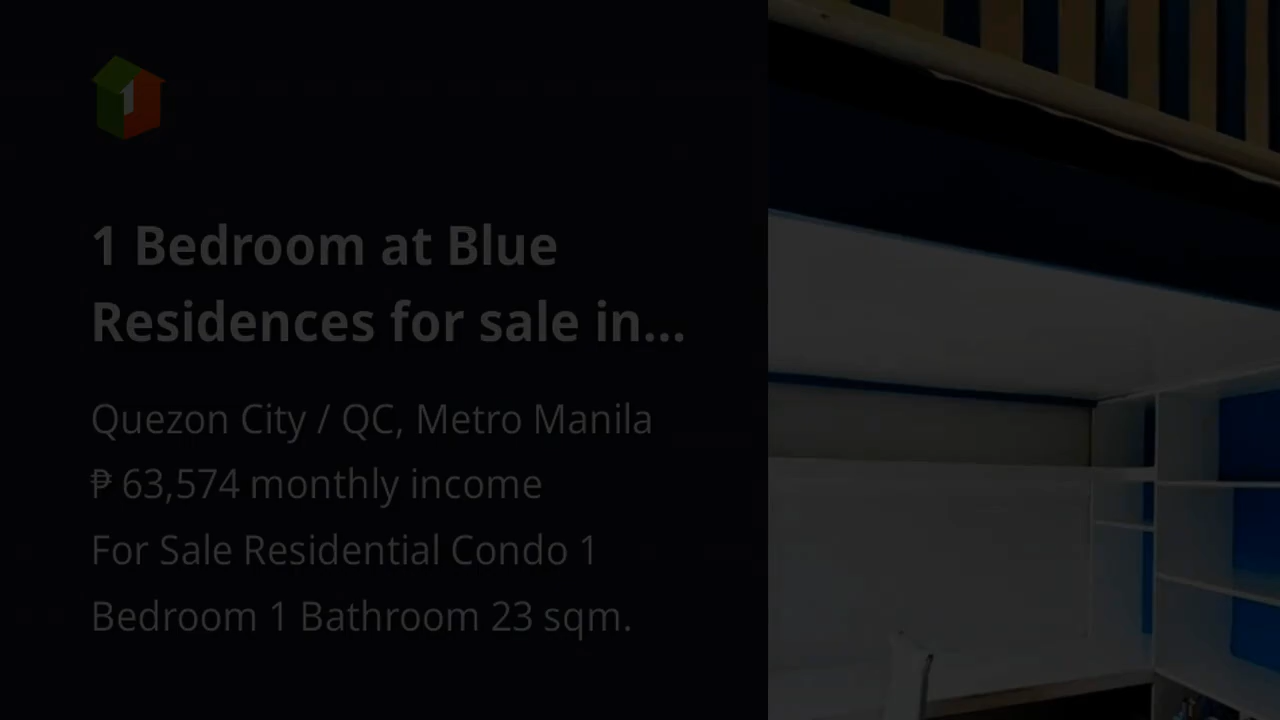 1 Bedroom at Blue
Residences for sale in...
Quezon City / QC, Metro Manila
₱ 63,574 monthly income
For Sale Residential Condo 1
Bedroom 1 Bathroom 23 sqm.